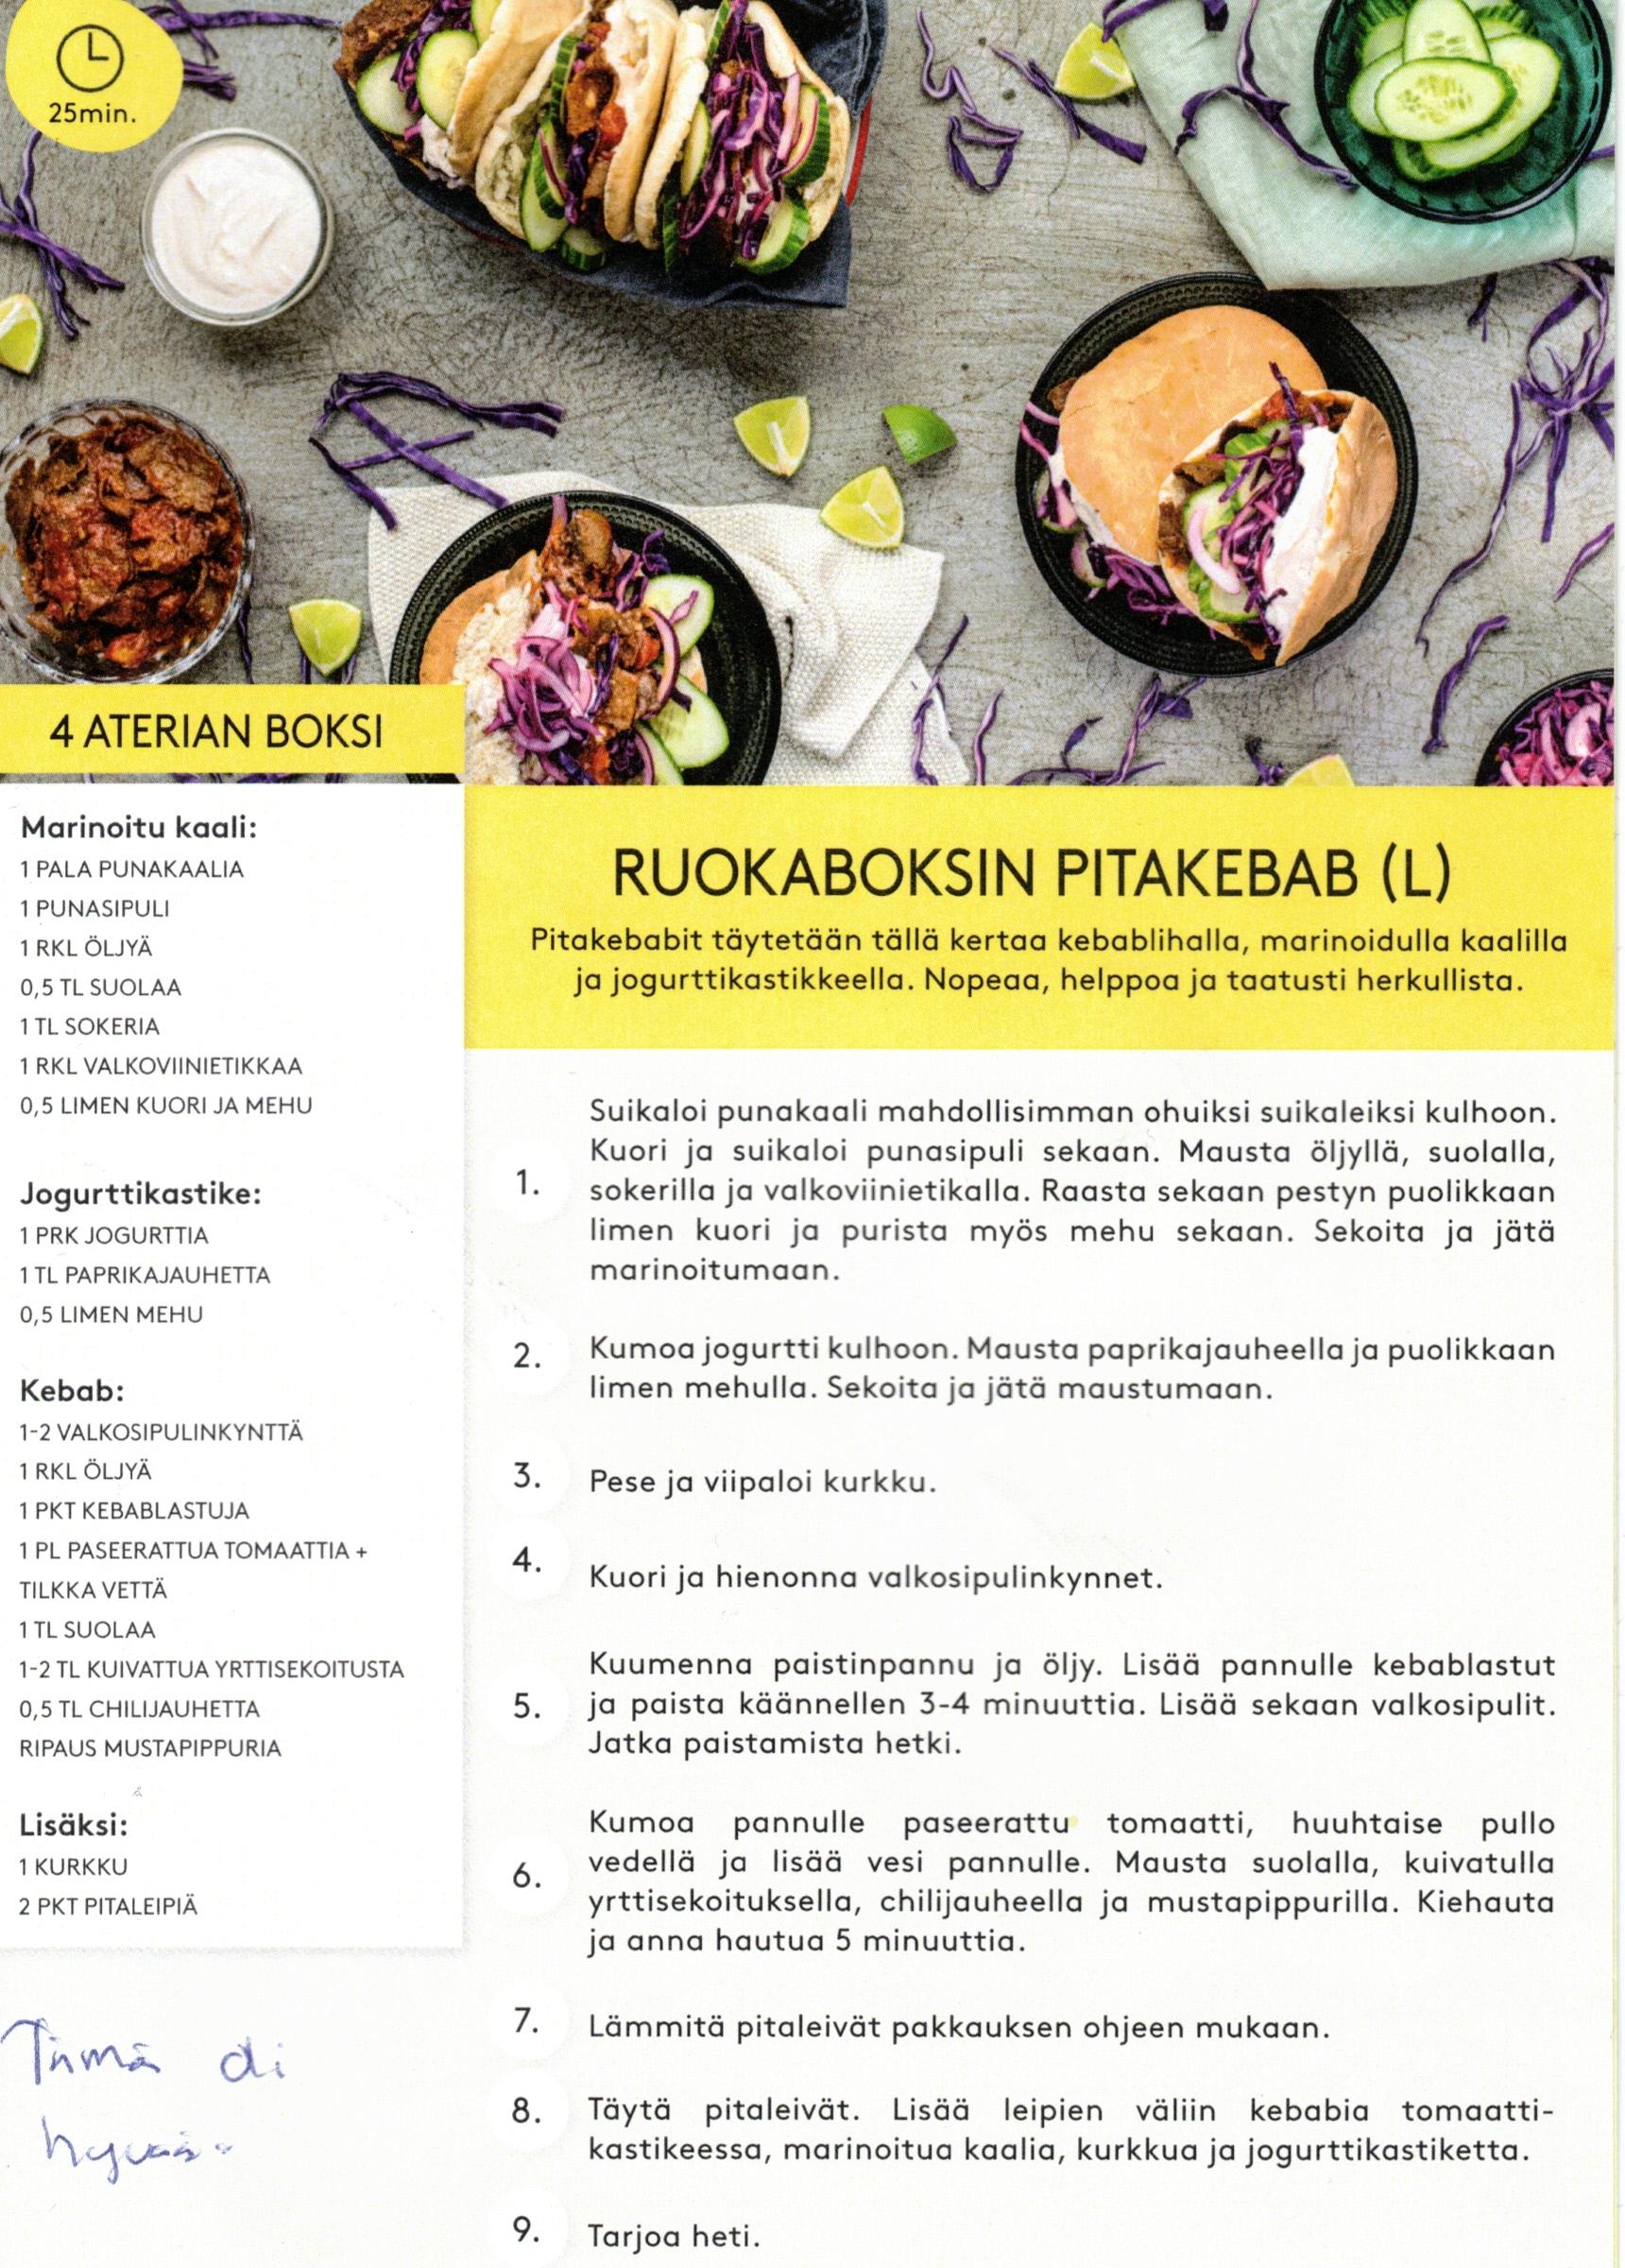 25min.
4 ATERIAN BOKSI
Marinoitu kaali:
1 PALA PUNAKAALIA
1 PUNASIPULI
1 RKL ÖLJYÄ
0,5 TL SUOLAA
1 TL SOKERIA
1 RKL VALKOVIINIETIKKAA
0,5 LIMEN KUORI JA MEHU
Jogurttikastike:
1 PRK JOGURTTIA
1 TL PAPRIKAJAUHETTA
0,5 LIMEN MEHU
Kebab:
1-2 VALKOSIPULINKYNTTÄ
1 RKL ÖLJYÄ
1 PKT KEBABLASTUJA
1 PL PASEERATTUA TOMAATTIA +
TILKKA VETTÄ
1 TL SUOLAA
1-2 TL KUIVATTUA YRTTISEKOITUSTA
0,5 TL CHILIJAUHETTA
RIPAUS MUSTAPIPPURIA
Lisäksi:
1 KURKKU
2 PKT PITALEIPIÄ
Tämä oli
hyvää.
RUOKABOKSIN PITAKEBAB (L)
Pitakebabit täytetään tällä kertaa kebablihalla, marinoidulla kaalilla
ja jogurttikastikkeella. Nopeaa, helppoa ja taatusti herkullista.
1. Suikaloi punakaali mahdollisimman ohuiksi suikaleiksi kulhoon.
Kuori ja suikaloi punasipuli sekaan. Mausta öljyllä, suolalla,
sokerilla ja valkoviinietikalla. Raasta sekaan pestyn puolikkaan
limen kuori ja purista myös mehu sekaan. Sekoita ja jätä
marinoitumaan.
2. Kumoa jogurtti kulhoon. Mausta paprikajauheella ja puolikkaan
limen mehulla. Sekoita ja jätä maustumaan.
3. Pese ja viipaloi kurkku.
4. Kuori ja hienonna valkosipulinkynnet.
5. Kuumenna paistinpannu ja öljy. Lisää pannulle kebablastut
ja paista käännellen 3-4 minuuttia. Lisää sekaan valkosipulit.
Jatka paistamista hetki.
6. Kumoa pannulle paseerattu tomaatti, huuhtaise pullo
vedellä ja lisää vesi pannulle. Mausta suolalla, kuivatulla
yrttisekoituksella, chilijauheella ja mustapippurilla. Kiehauta
ja anna hautua 5 minuuttia.
7. Lämmitä pitaleivät pakkauksen ohjeen mukaan.
8. Täytä pitaleivät. Lisää leipien väliin kebabia tomaatti-
kastikeessa, marinoitua kaalia, kurkkua ja jogurttikastiketta.
9. Tarjoa heti.